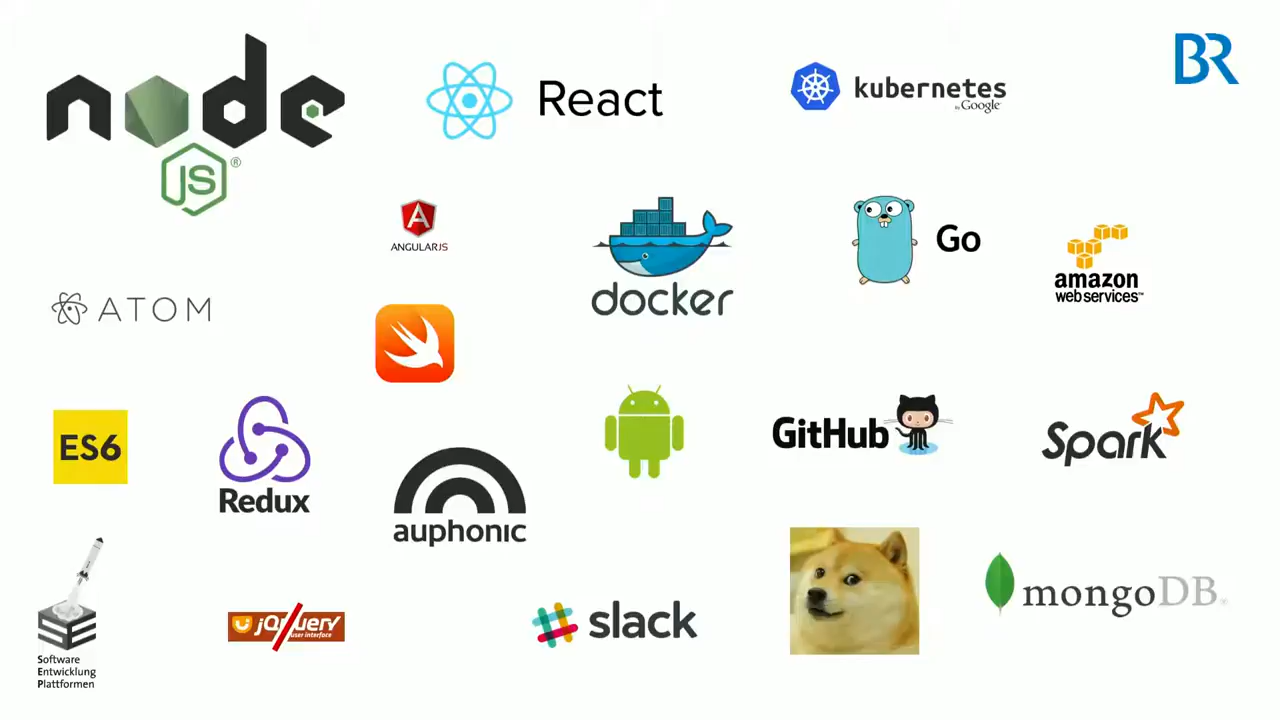 node
JS®
React
kubernetes
by Google
BR
ANGULARJS
docker
Go
amazon
web services™
ATOM
ES6
Redux
auphonic
GitHub
Spark
Software
Entwicklung
Plattformen
jQuery
user interface
slack
mongoDB